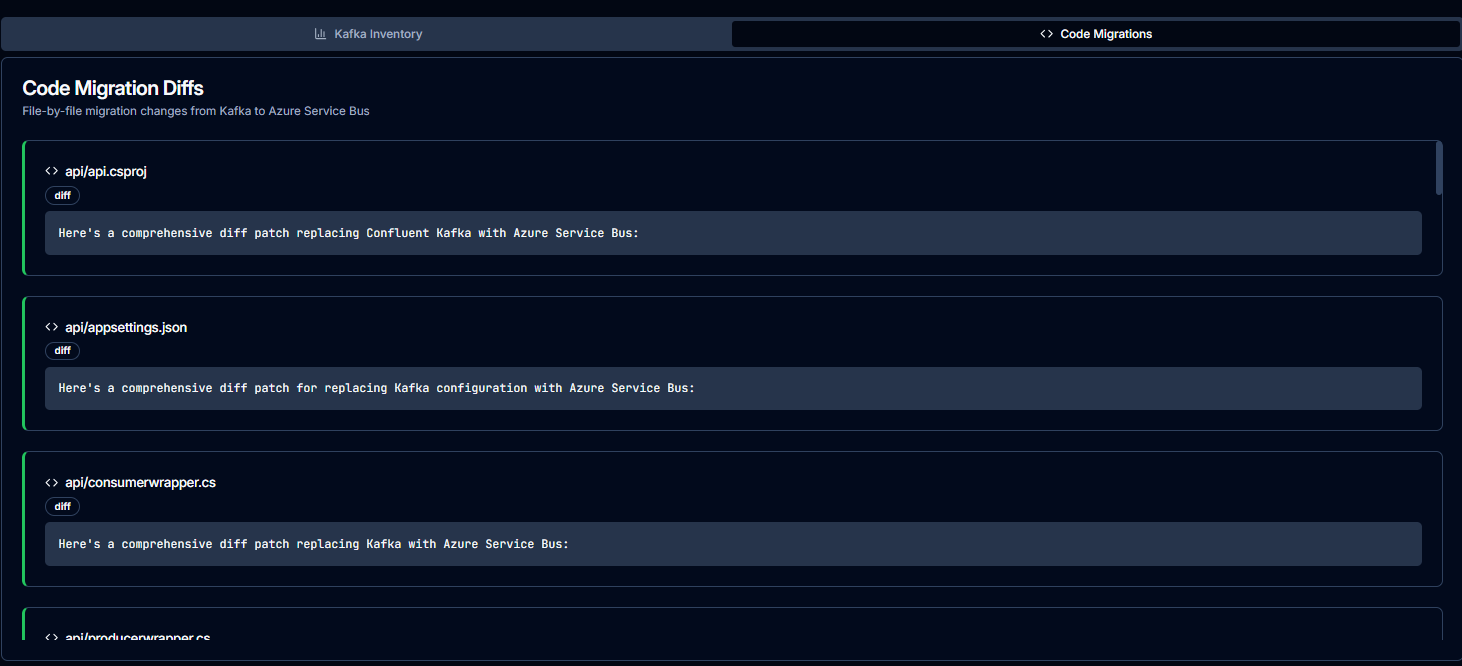 Kafka Inventory
Code Migrations
Code Migration Diffs
File-by-file migration changes from Kafka to Azure Service Bus
api/api.csproj
diff
Here's a comprehensive diff patch replacing Confluent Kafka with Azure Service Bus:
api/appsettings.json
diff
Here's a comprehensive diff patch for replacing Kafka configuration with Azure Service Bus:
api/consumerwrapper.cs
diff
Here's a comprehensive diff patch replacing Kafka with Azure Service Bus:
api/producerwrapper.cs